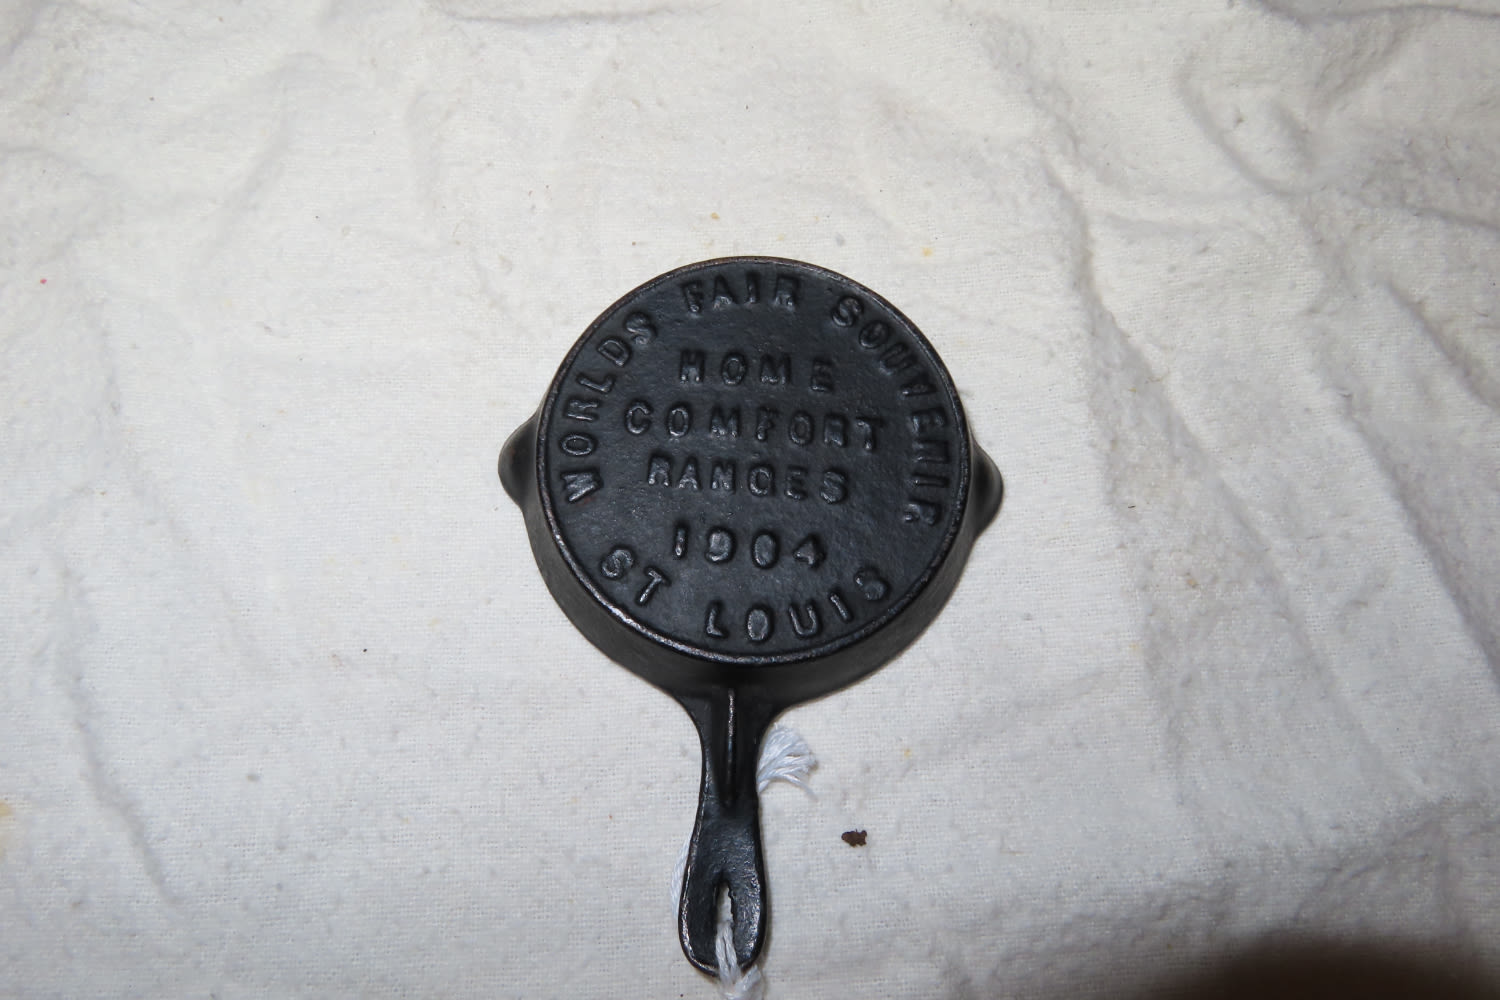 WORLDS FAIR SOUVENIR
HOME
COMFORT
RANGES
1904
ST LOUIS